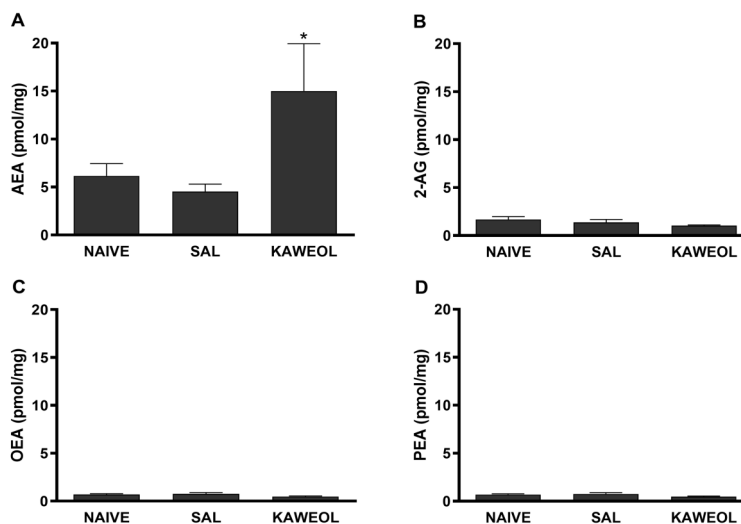 A
AEA (pmol/mg)
20
15
10
5
0
*
NAIVE SAL KAWEOL
B
2-AG (pmol/mg)
20
15
10
5
0
NAIVE SAL KAWEOL
C
OEA (pmol/mg)
20
15
10
5
0
NAIVE SAL KAWEOL
D
PEA (pmol/mg)
20
15
10
5
0
NAIVE SAL KAWEOL